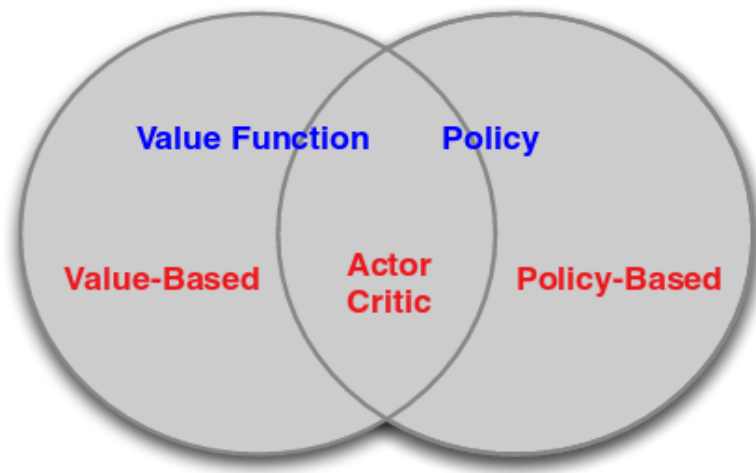 Value Function
Policy
Value-Based
Actor
Critic
Policy-Based